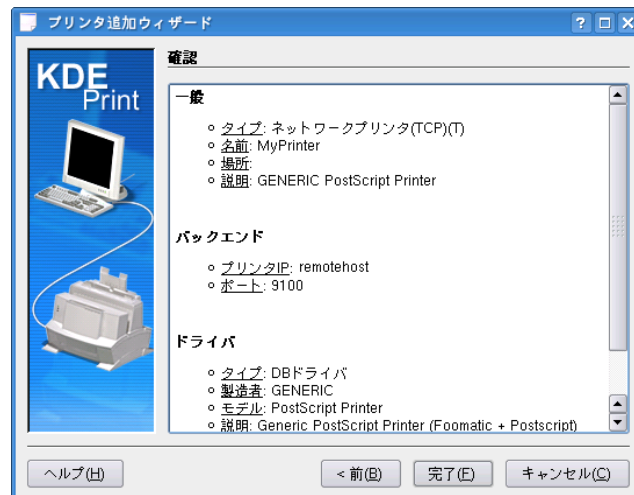 プリンタ追加ウィザード
KDE
Print
確認
一般
タイプ: ネットワークプリンタ(TCP)(T)
名前: MyPrinter
場所:
説明: GENERIC PostScript Printer
バックエンド
プリンタIP: remotehost
ポート: 9100
ドライバ
タイプ: DBドライバ
製造者: GENERIC
モデル: PostScript Printer
説明: Generic PostScript Printer (Foomatic + Postscript)
ヘルプ(H)
< 前(B)
完了(F)
キャンセル(C)